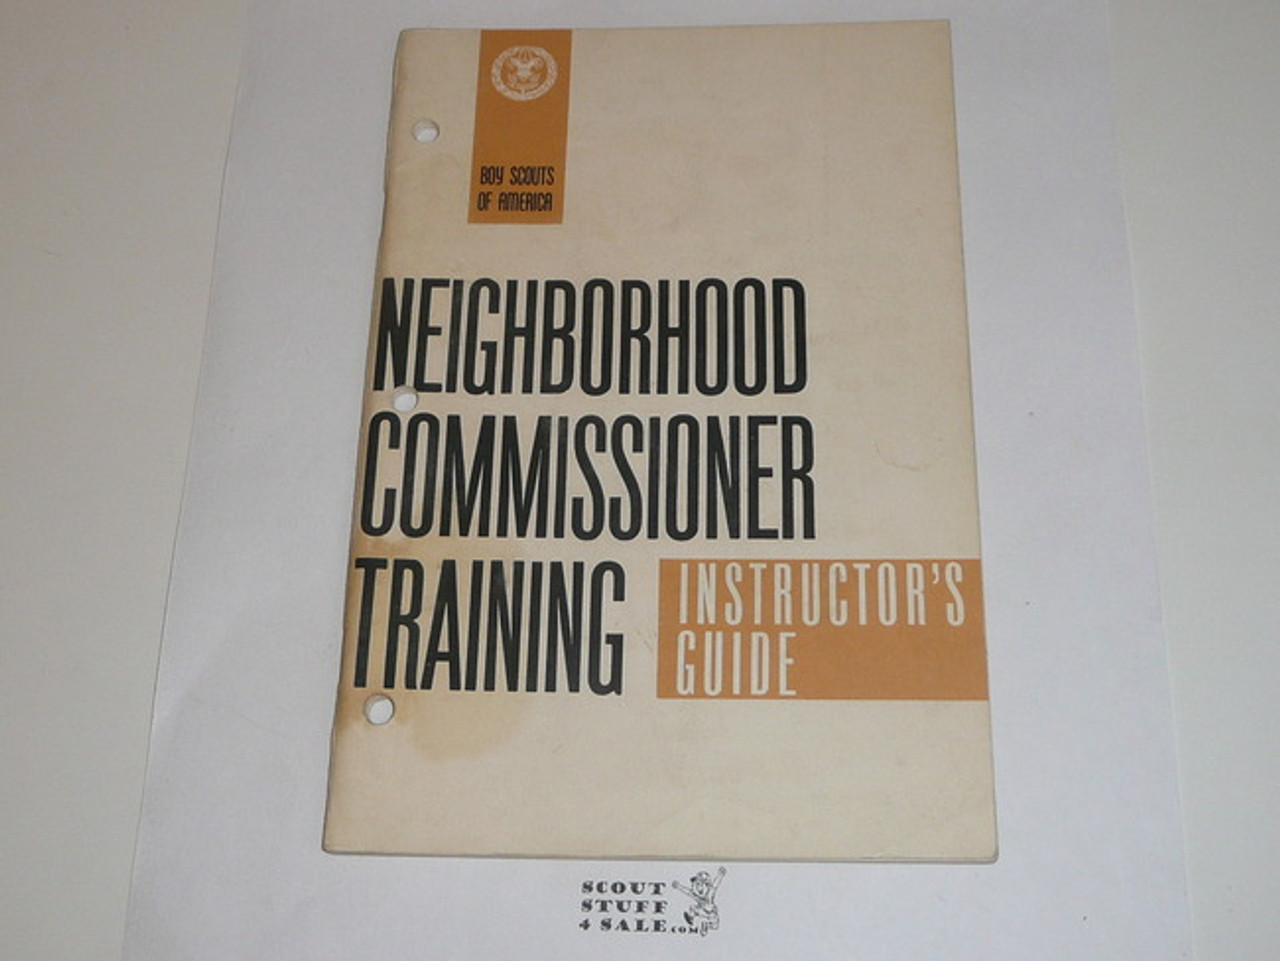 BOY SCOUTS
OF AMERICA
NEIGHBORHOOD
COMMISSIONER
TRAINING
INSTRUCTOR'S
GUIDE
SCOUT
STUFF
4 SALE.COM